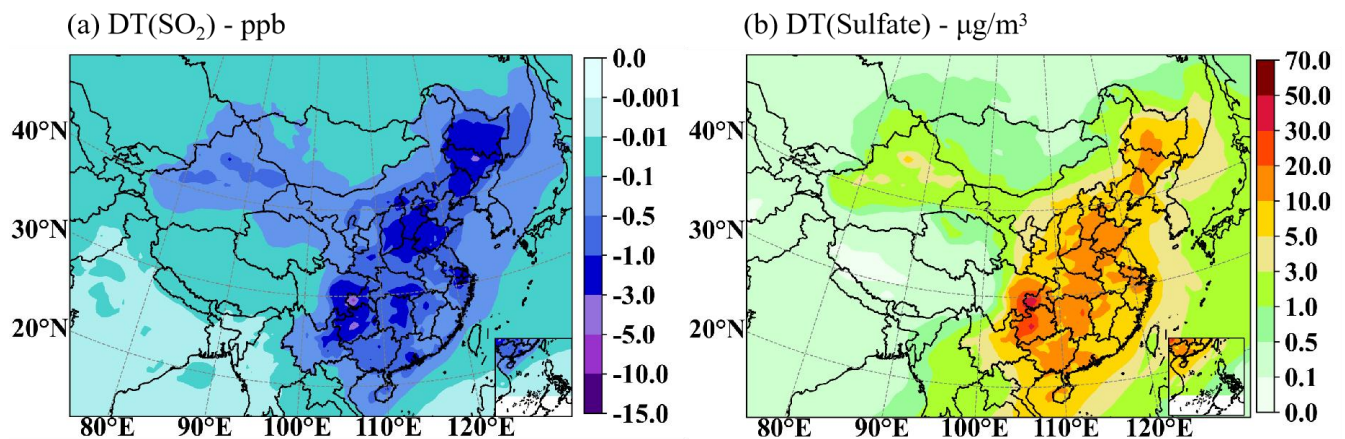 (a) DT(SO₂) - ppb
0.0
-0.001
-0.01
-0.1
-0.5
-1.0
-3.0
-5.0
-10.0
-15.0
40°N
30°N
20°N
80°E 90°E 100°E 110°E 120°E
(b) DT(Sulfate) - μg/m³
70.0
50.0
30.0
20.0
10.0
5.0
3.0
1.0
0.5
0.1
0.0
40°N
30°N
20°N
80°E 90°E 100°E 110°E 120°E